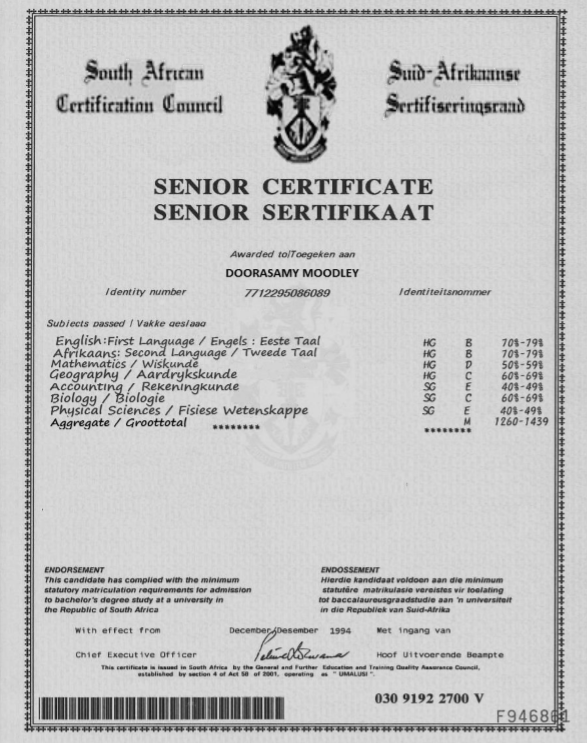 South African Suid-Afrikaanse
Certification Council Sertifiseringsraad
SENIOR CERTIFICATE
SENIOR SERTIFIKAAT
Awarded to/Toegeken aan
DOORASAMY MOODLEY
Identity number 7712295086089 Identiteitsnommer
Subjects passed / Vakke geslaag
English:First Language / Engels : Eeste Taal HG B 70%-79%
Afrikaans: Second Language / Tweede Taal HG B 70%-79%
Mathematics / Wiskunde HG D 50%-59%
Geography / Aardrykskunde HG C 60%-69%
Accounting / Rekeningkunde SG E 40%-49%
Biology / Biologie SG C 60%-69%
Physical Sciences / Fisiese Wetenskappe SG E 40%-49%
Aggregate / Groottotal ******** M 1260-1439
********
ENDORSEMENT ENDOSSEMENT
This candidate has complied with the minimum Hierdie kandidaat voldoen aan die minimum
statutory matriculation requirements for admission statutêre matrikulasie vereistes vir toelating
to bachelor's degree study at a university in tot baccalaureusgraadstudie aan 'n universiteit
the Republic of South Africa in die Republiek van Suid-Afrika
With effect from December/Desember 1994 Met ingang van
Chief Executive Officer Hoof Uitvoerende Beampte
This certificate is issued in South Africa by the General and Further Education and Training Quality Assurance Council,
established by section 4 of Act 58 of 2001, operating as " UMALUSI ".
030 9192 2700 V
F946861